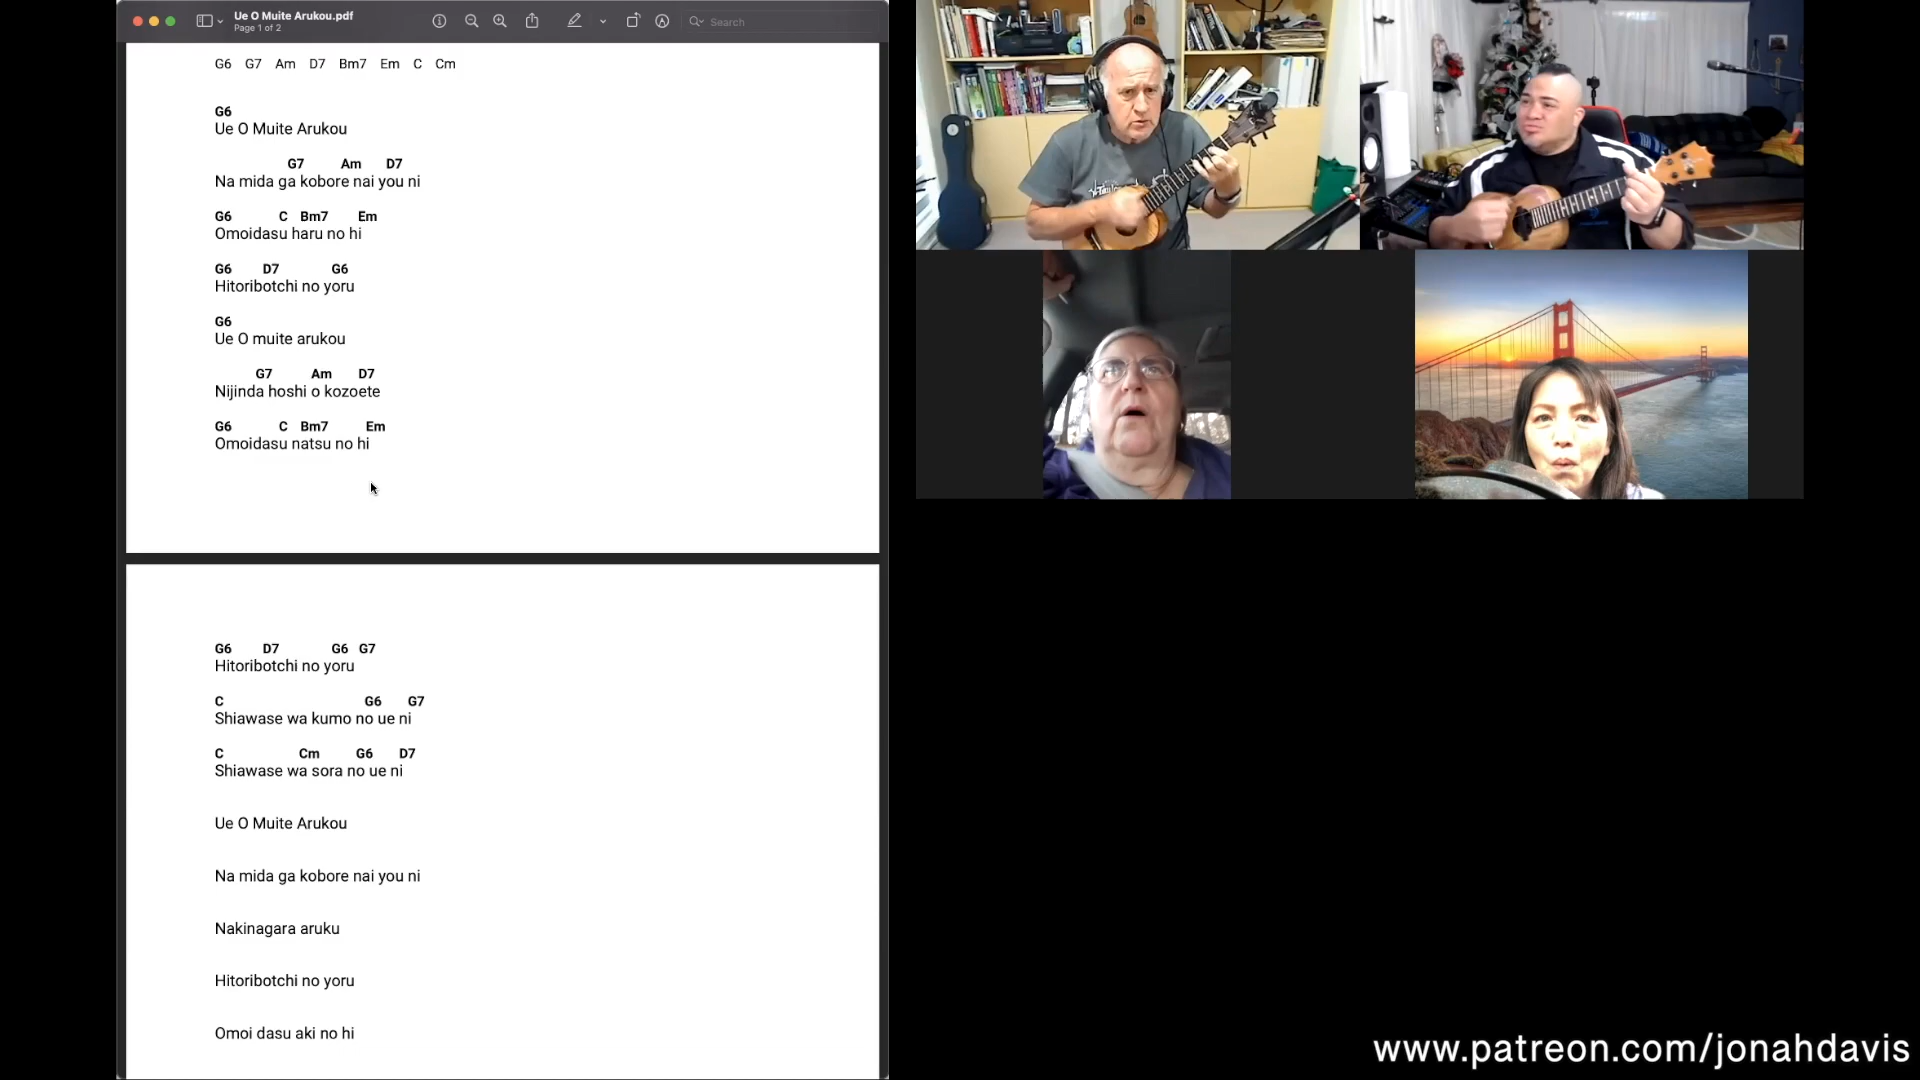 Ue O Muite Arukou.pdf
Page 1 of 2
Search
G6 G7 Am D7 Bm7 Em C Cm
G6
Ue O Muite Arukou
G7 Am D7
Na mida ga kobore nai you ni
G6 C Bm7 Em
Omoidasu haru no hi
G6 D7 G6
Hitoribotchi no yoru
G6
Ue O muite arukou
G7 Am D7
Nijinda hoshi o kozoete
G6 C Bm7 Em
Omoidasu natsu no hi
G6 D7 G6 G7
Hitoribotchi no yoru
C G6 G7
Shiawase wa kumo no ue ni
C Cm G6 D7
Shiawase wa sora no ue ni
Ue O Muite Arukou
Na mida ga kobore nai you ni
Nakinagara aruku
Hitoribotchi no yoru
Omoi dasu aki no hi
www.patreon.com/jonahdavis